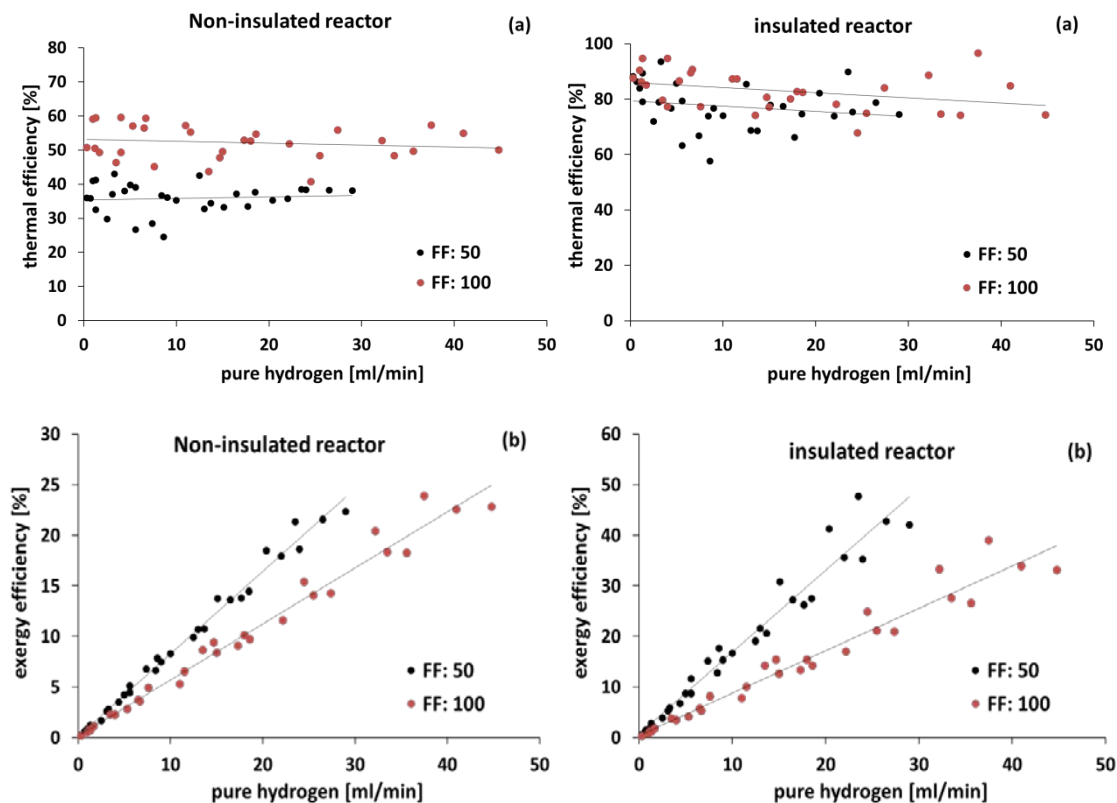 Non-insulated reactor
(a)
thermal efficiency [%]
80
70
60
50
40
30
20
10
0
FF: 50
FF: 100
0 10 20 30 40 50
pure hydrogen [ml/min]
insulated reactor
(a)
thermal efficiency [%]
100
80
60
40
20
0
FF: 50
FF: 100
0 10 20 30 40 50
pure hydrogen [ml/min]
Non-insulated reactor
(b)
exergy efficiency [%]
30
25
20
15
10
5
0
FF: 50
FF: 100
0 10 20 30 40 50
pure hydrogen [ml/min]
insulated reactor
(b)
exergy efficiency [%]
60
50
40
30
20
10
0
FF: 50
FF: 100
0 10 20 30 40 50
pure hydrogen [ml/min]